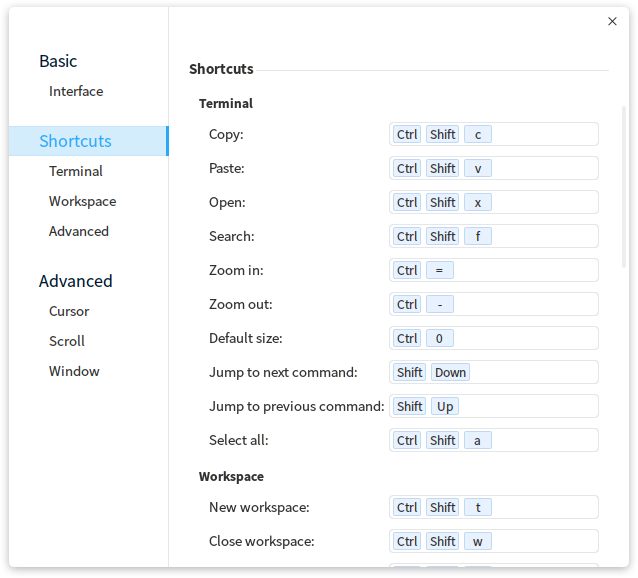 Basic
Interface
Shortcuts
Terminal
Workspace
Advanced
Advanced
Cursor
Scroll
Window
Shortcuts
Terminal
Copy: Ctrl Shift c
Paste: Ctrl Shift v
Open: Ctrl Shift x
Search: Ctrl Shift f
Zoom in: Ctrl =
Zoom out: Ctrl -
Default size: Ctrl 0
Jump to next command: Shift Down
Jump to previous command: Shift Up
Select all: Ctrl Shift a
Workspace
New workspace: Ctrl Shift t
Close workspace: Ctrl Shift w